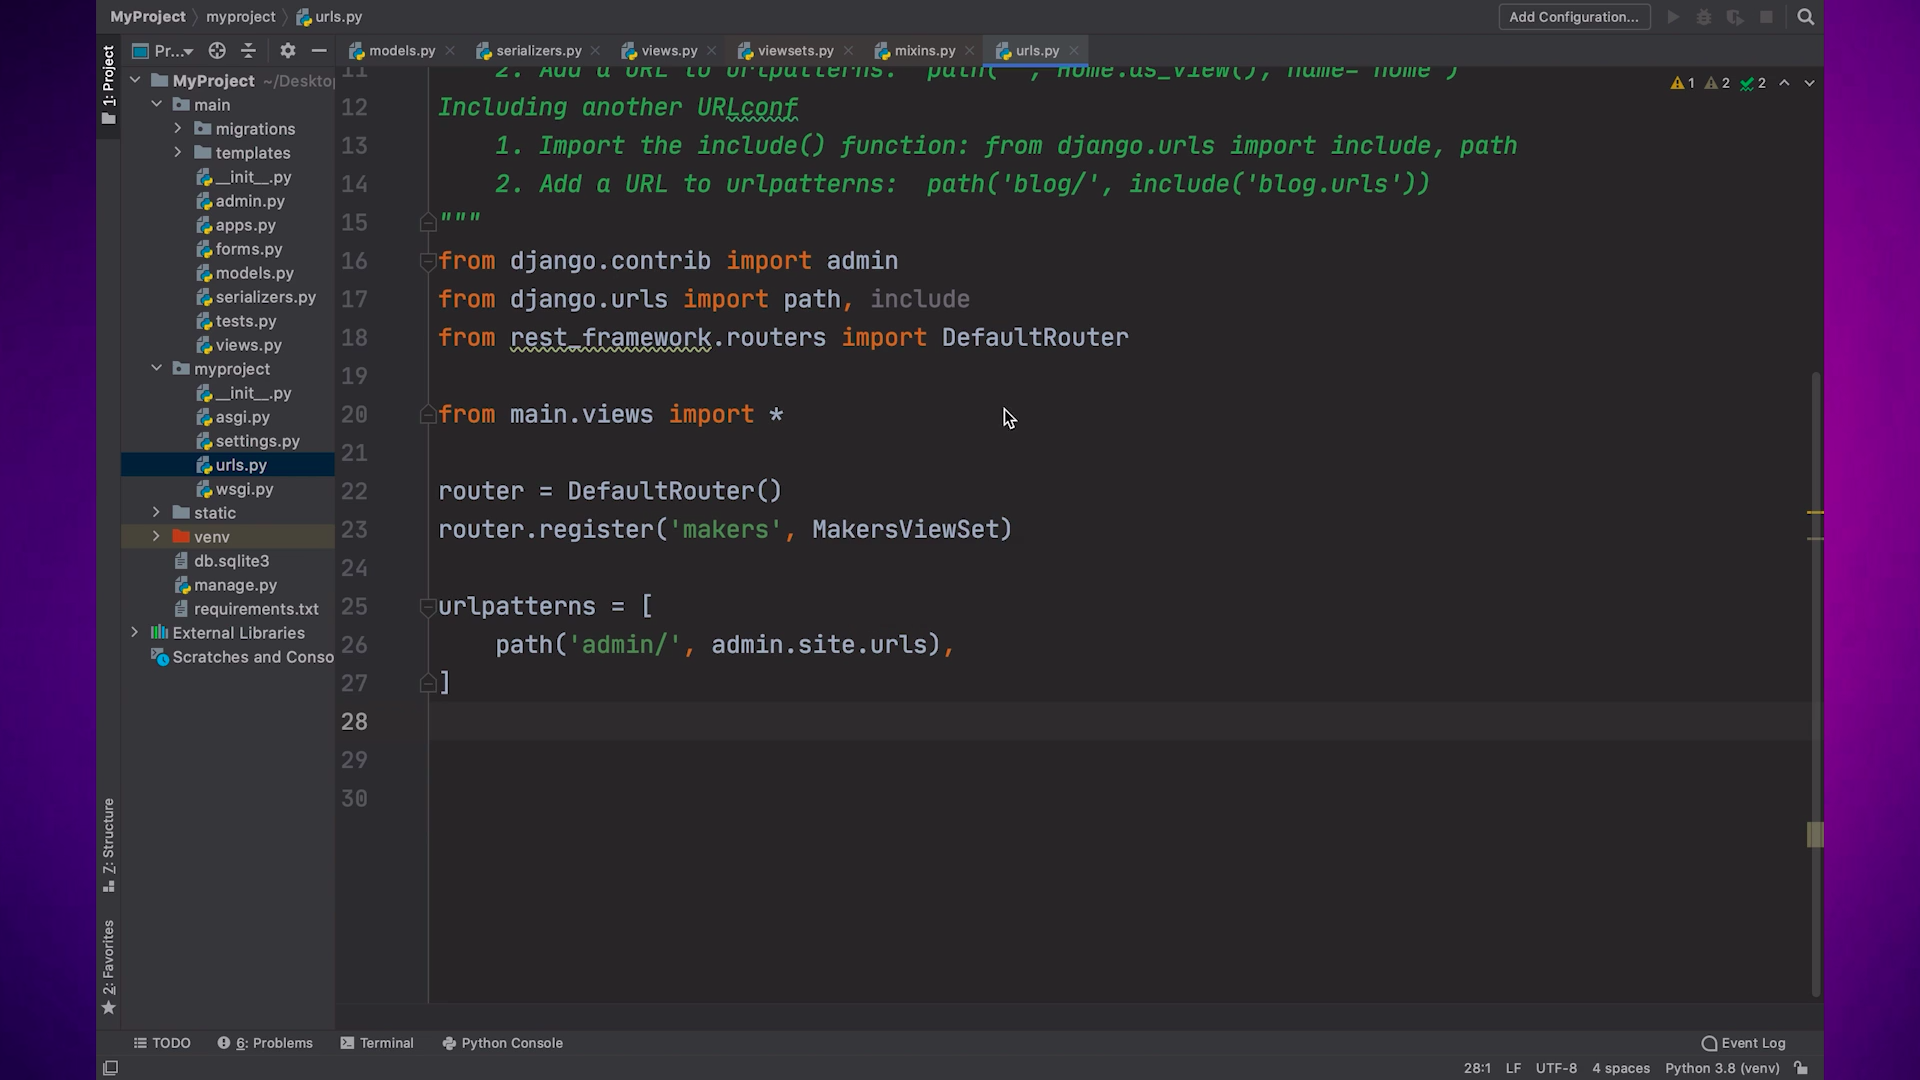 MyProject myproject urls.py Add Configuration...
1: Project Pr... models.py serializers.py views.py viewsets.py mixins.py urls.py
MyProject ~/Deskto
main
migrations
templates
__init__.py
admin.py
apps.py
forms.py
models.py
serializers.py
tests.py
views.py
myproject
__init__.py
asgi.py
settings.py
urls.py
wsgi.py
static
venv
db.sqlite3
manage.py
requirements.txt
External Libraries
Scratches and Conso
Z: Structure
2: Favorites
11 2. Add a URL to urlpatterns: path('', Home.as_view(), name='home')
12 Including another URLconf
13 1. Import the include() function: from django.urls import include, path
14 2. Add a URL to urlpatterns: path('blog/', include('blog.urls'))
15 """
16 from django.contrib import admin
17 from django.urls import path, include
18 from rest_framework.routers import DefaultRouter
19
20 from main.views import *
21
22 router = DefaultRouter()
23 router.register('makers', MakersViewSet)
24
25 urlpatterns = [
26 path('admin/', admin.site.urls),
27 ]
28
29
30
1 2 2
TODO 6: Problems Terminal Python Console Event Log
28:1 LF UTF-8 4 spaces Python 3.8 (venv)